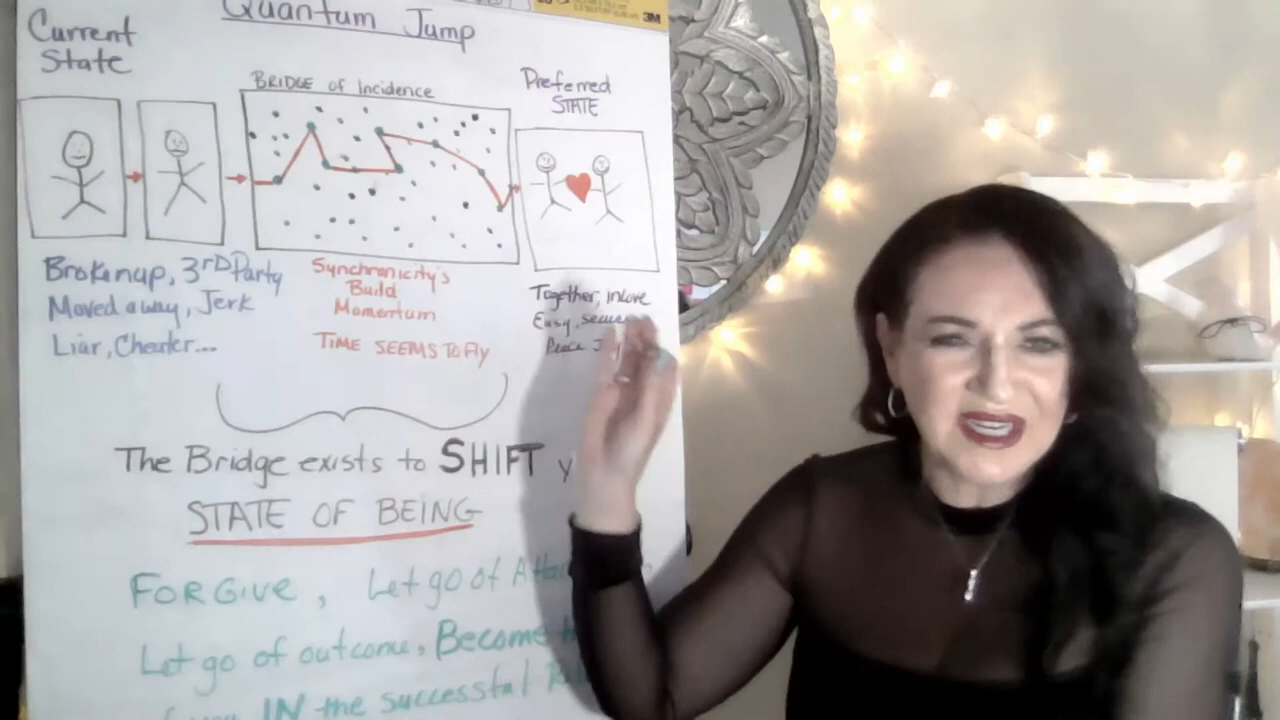 Quantum Jump
3M
Current
State
BRIDGE of Incidence
Preferred
STATE
Brokenup, 3RD Party
Moved away, Jerk
Liar, Cheater...
Synchronicity's
Build
Momentum
TIME SEEMS TO Fly
Together, inlove
Easy,
Peace
The Bridge exists to SHIFT
STATE OF BEING
FORGIVE, Let go of
Let go of outcome, Become
IN the successful